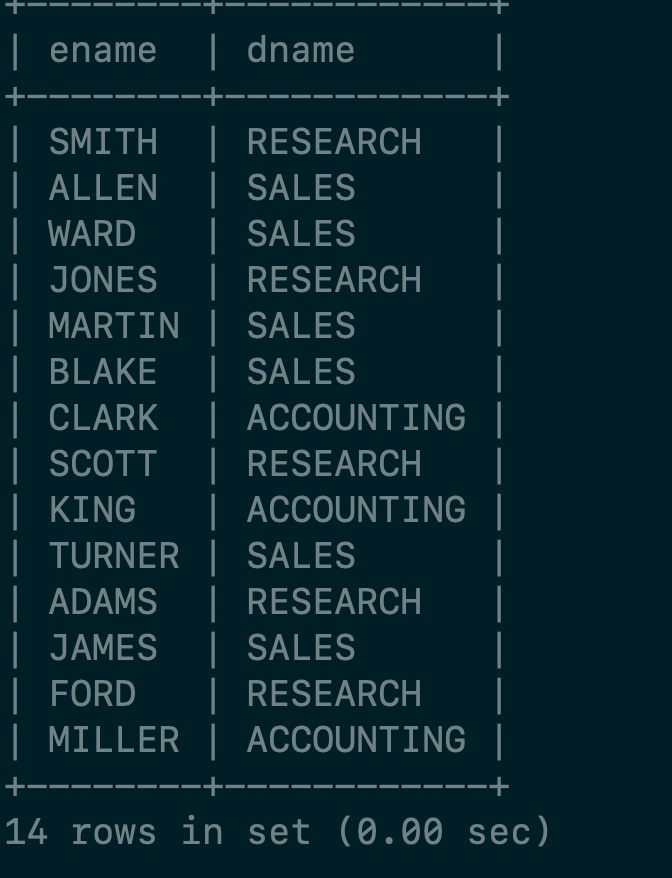 +---------+------------+
| ename   | dname      |
+---------+------------+
| SMITH   | RESEARCH   |
| ALLEN   | SALES      |
| WARD    | SALES      |
| JONES   | RESEARCH   |
| MARTIN  | SALES      |
| BLAKE   | SALES      |
| CLARK   | ACCOUNTING |
| SCOTT   | RESEARCH   |
| KING    | ACCOUNTING |
| TURNER  | SALES      |
| ADAMS   | RESEARCH   |
| JAMES   | SALES      |
| FORD    | RESEARCH   |
| MILLER  | ACCOUNTING |
+---------+------------+
14 rows in set (0.00 sec)